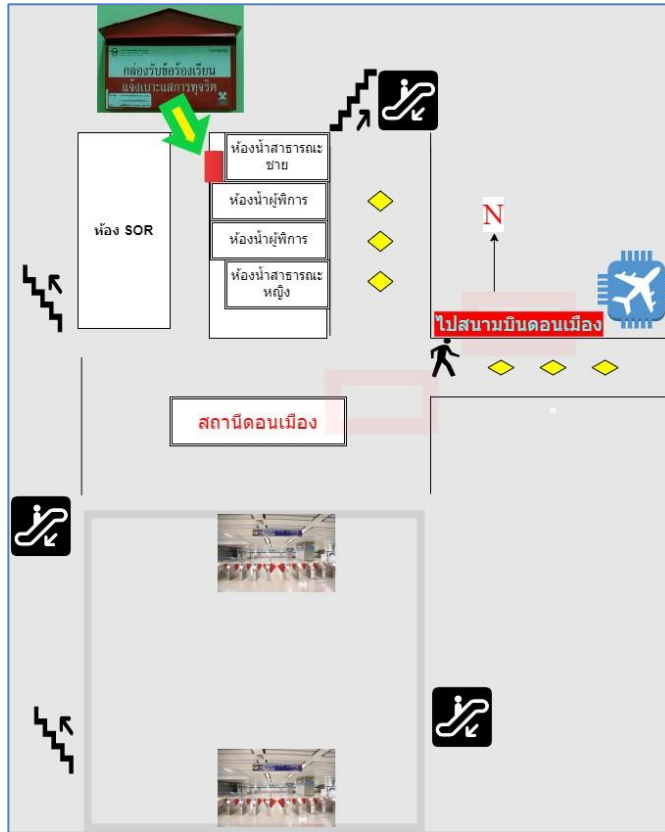 กล่องรับข้อร้องเรียน
แจ้งเบาะแสการทุจริต
ห้องน้ำสาธารณะ
ชาย
ห้องน้ำผู้พิการ
ห้อง SOR
ห้องน้ำผู้พิการ
ห้องน้ำสาธารณะ
หญิง
N
ไปสนามบินดอนเมือง
สถานีดอนเมือง